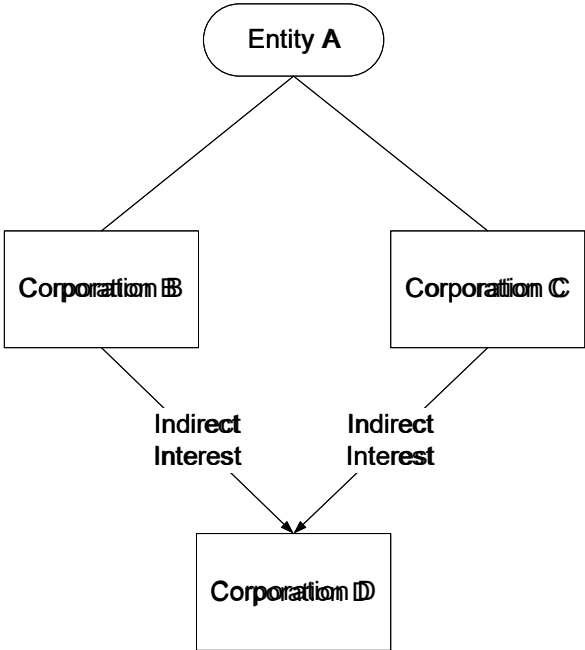 Entity A
Corporation B
Corporation C
Indirect
Interest
Indirect
Interest
Corporation D